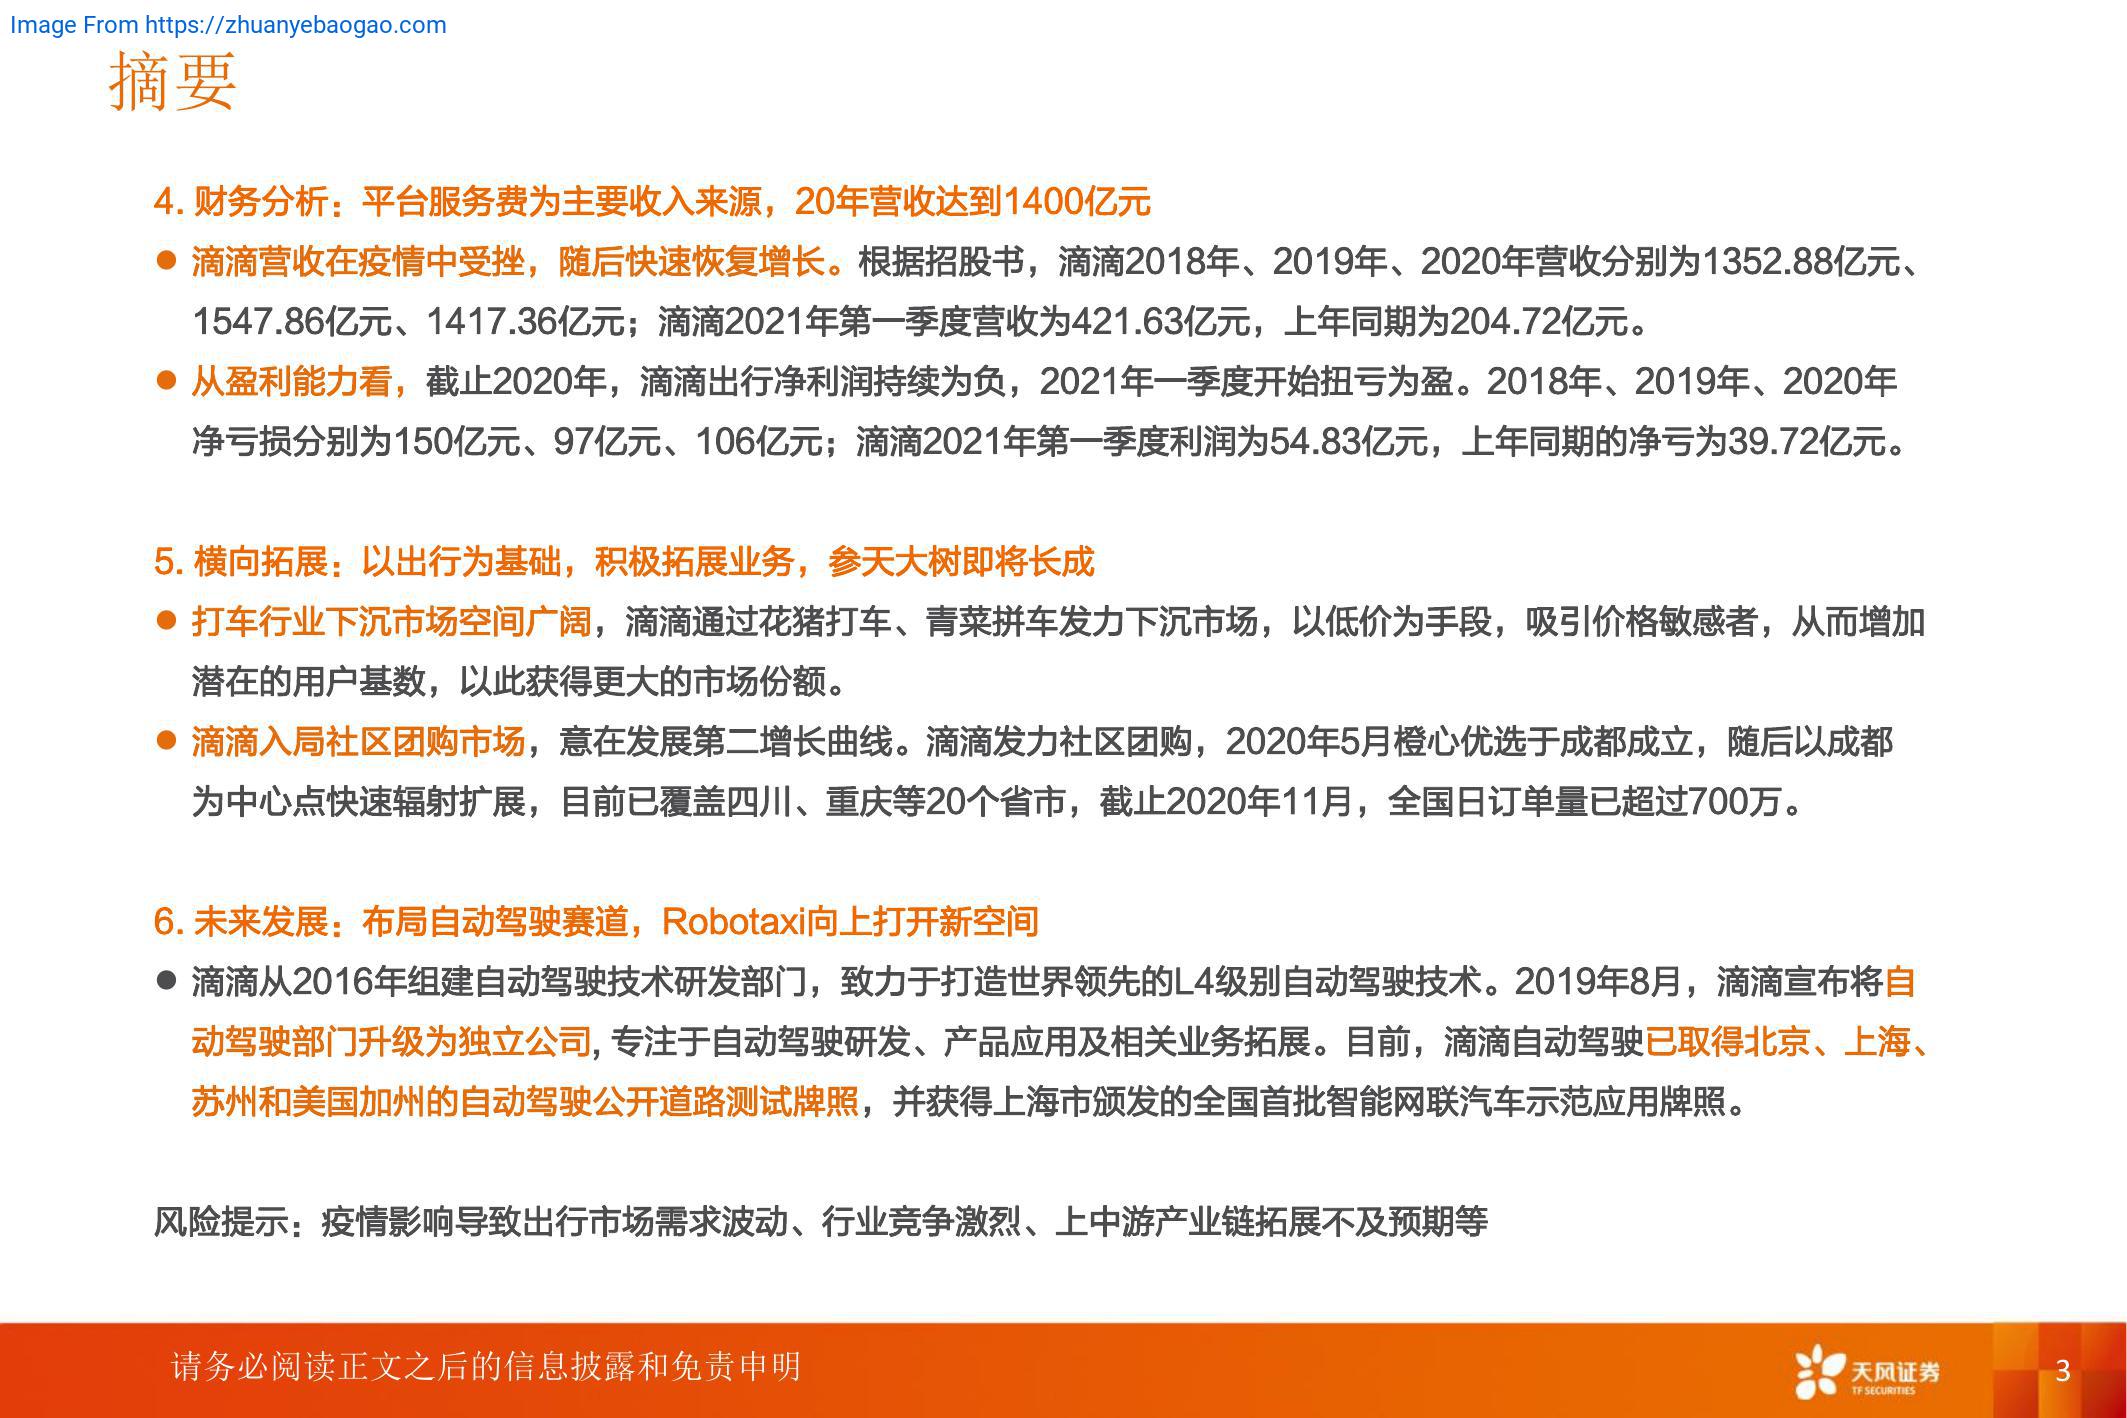 Image From https://zhuanyebaogao.com
摘要
4. 财务分析：平台服务费为主要收入来源，20年营收达到1400亿元
● 滴滴营收在疫情中受挫，随后快速恢复增长。根据招股书，滴滴2018年、2019年、2020年营收分别为1352.88亿元、
1547.86亿元、1417.36亿元；滴滴2021年第一季度营收为421.63亿元，上年同期为204.72亿元。
● 从盈利能力看，截止2020年，滴滴出行净利润持续为负，2021年一季度开始扭亏为盈。2018年、2019年、2020年
净亏损分别为150亿元、97亿元、106亿元；滴滴2021年第一季度利润为54.83亿元，上年同期的净亏为39.72亿元。
5. 横向拓展：以出行为基础，积极拓展业务，参天大树即将长成
● 打车行业下沉市场空间广阔，滴滴通过花猪打车、青菜拼车发力下沉市场，以低价为手段，吸引价格敏感者，从而增加
潜在的用户基数，以此获得更大的市场份额。
● 滴滴入局社区团购市场，意在发展第二增长曲线。滴滴发力社区团购，2020年5月橙心优选于成都成立，随后以成都
为中心点快速辐射扩展，目前已覆盖四川、重庆等20个省市，截止2020年11月，全国日订单量已超过700万。
6. 未来发展：布局自动驾驶赛道，Robotaxi向上打开新空间
● 滴滴从2016年组建自动驾驶技术研发部门，致力于打造世界领先的L4级别自动驾驶技术。2019年8月，滴滴宣布将自
动驾驶部门升级为独立公司, 专注于自动驾驶研发、产品应用及相关业务拓展。目前，滴滴自动驾驶已取得北京、上海、
苏州和美国加州的自动驾驶公开道路测试牌照，并获得上海市颁发的全国首批智能网联汽车示范应用牌照。
风险提示：疫情影响导致出行市场需求波动、行业竞争激烈、上中游产业链拓展不及预期等
请务必阅读正文之后的信息披露和免责申明
天风证券
TF SECURITIES
3